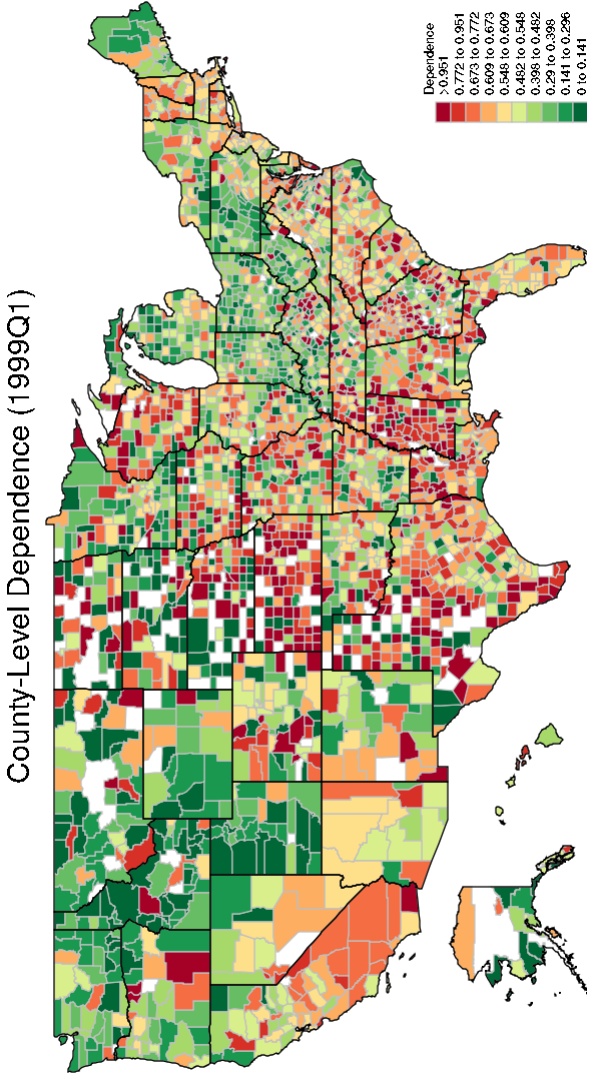 County-Level Dependence (1999Q1)
Dependence
>0.951
0.772 to 0.951
0.673 to 0.772
0.609 to 0.673
0.548 to 0.609
0.482 to 0.548
0.398 to 0.482
0.29 to 0.398
0.141 to 0.296
0 to 0.141